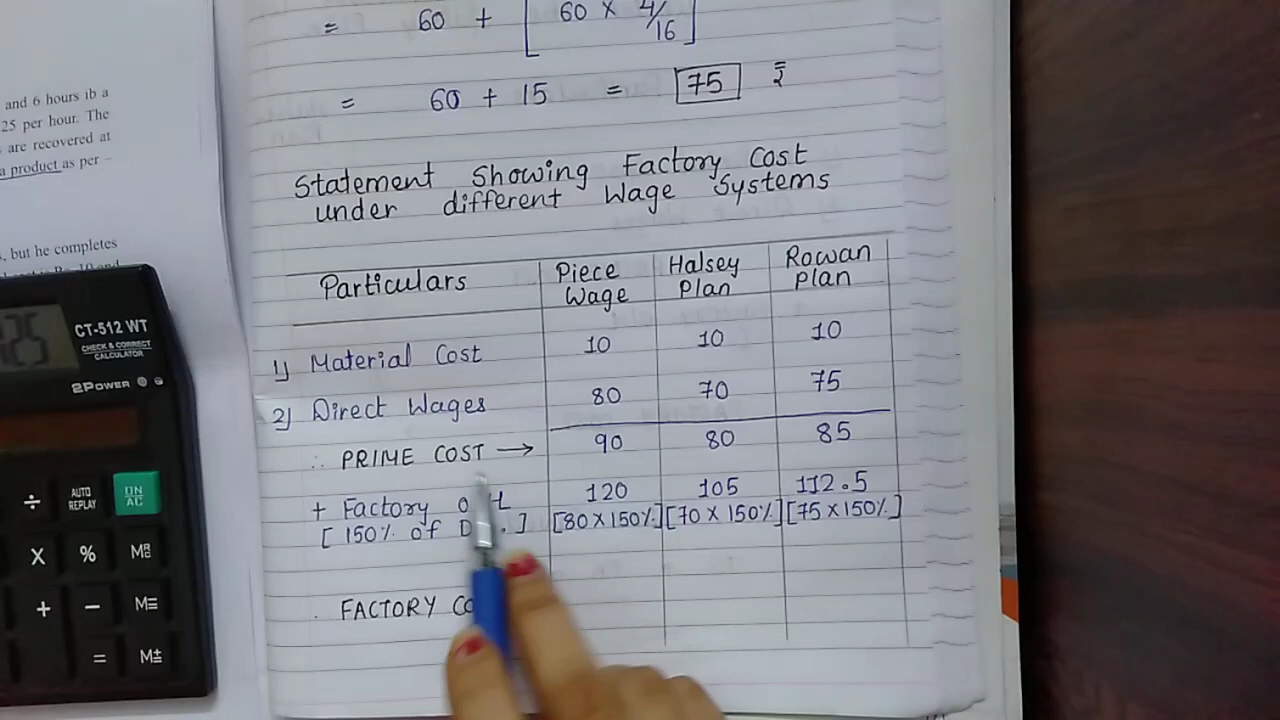 = 60 + [ 60 × 4/16 ]
= 60 + 15 = 75 ₹
and 6 hours ib a
25 per hour. The
are recovered at
a product as per –
, but he completes
Statement Showing Factory Cost
under different Wage Systems
Particulars Piece Wage Halsey Plan Rowan Plan
1) Material Cost 10 10 10
2) Direct Wages 80 70 75
∴ PRIME COST → 90 80 85
+ Factory 120 105 112.5
[ 150% of ] [80 × 150%] [70 × 150%] [75 × 150%]
FACTORY
CT-512 WT
CHECK & CORRECT
CALCULATOR
2POWER
÷ AUTO REPLAY ON AC
× % MRC
+ − M=
= M±